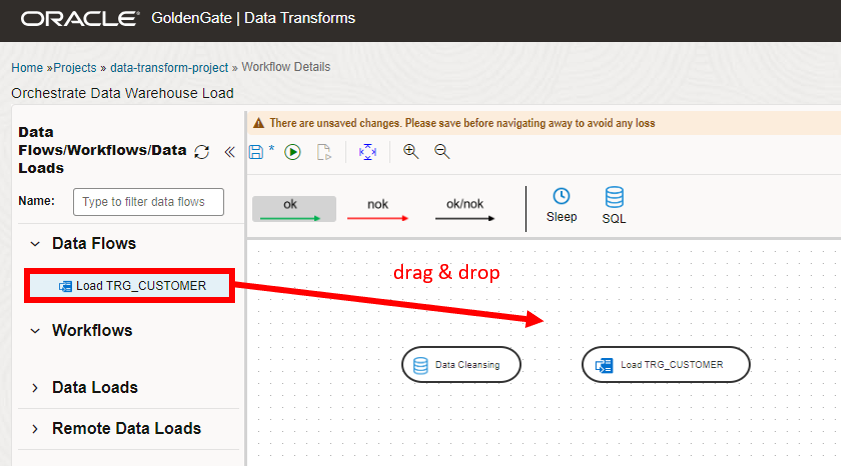 ORACLE® GoldenGate | Data Transforms
Home »Projects » data-transform-project » Workflow Details
Orchestrate Data Warehouse Load
Data
Flows/Workflows/Data
Loads
Name:
Type to filter data flows
Data Flows
Load TRG_CUSTOMER
Workflows
Data Loads
Remote Data Loads
There are unsaved changes. Please save before navigating away to avoid any loss
*
ok
nok
ok/nok
Sleep
SQL
drag & drop
Data Cleansing
Load TRG_CUSTOMER